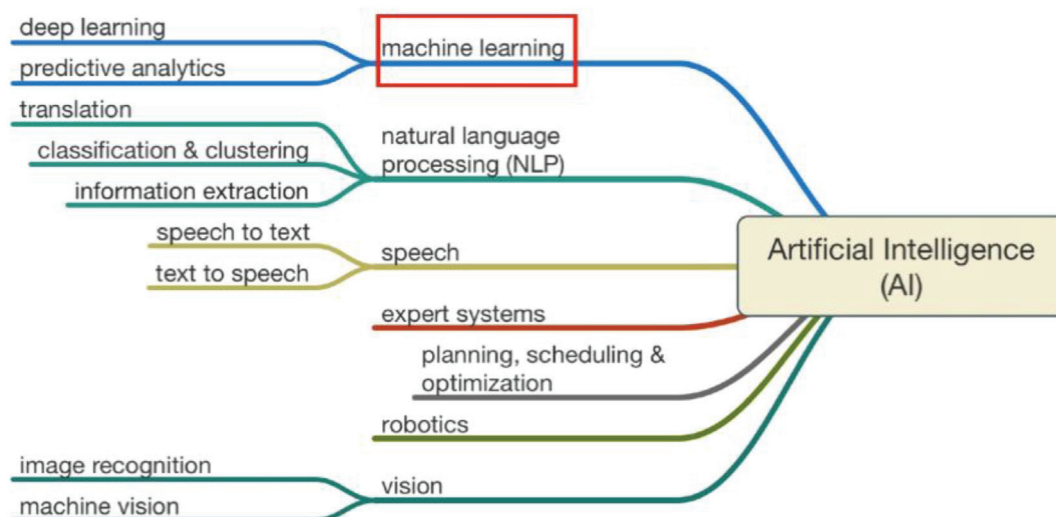 deep learning
predictive analytics
machine learning
translation
classification & clustering
information extraction
natural language
processing (NLP)
speech to text
text to speech
speech
expert systems
planning, scheduling &
optimization
robotics
image recognition
machine vision
vision
Artificial Intelligence
(AI)